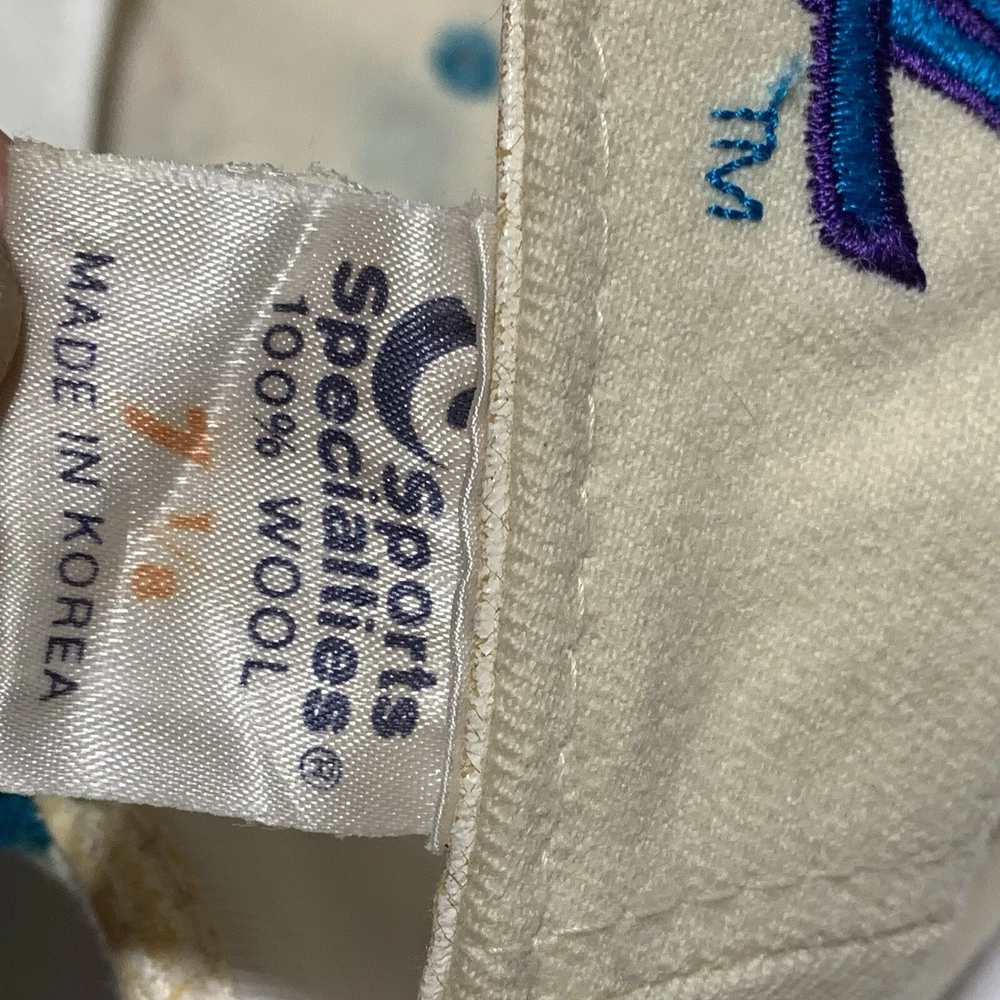 Sports
Specialties®
100% WOOL
7 1/8
MADE IN KOREA
TM